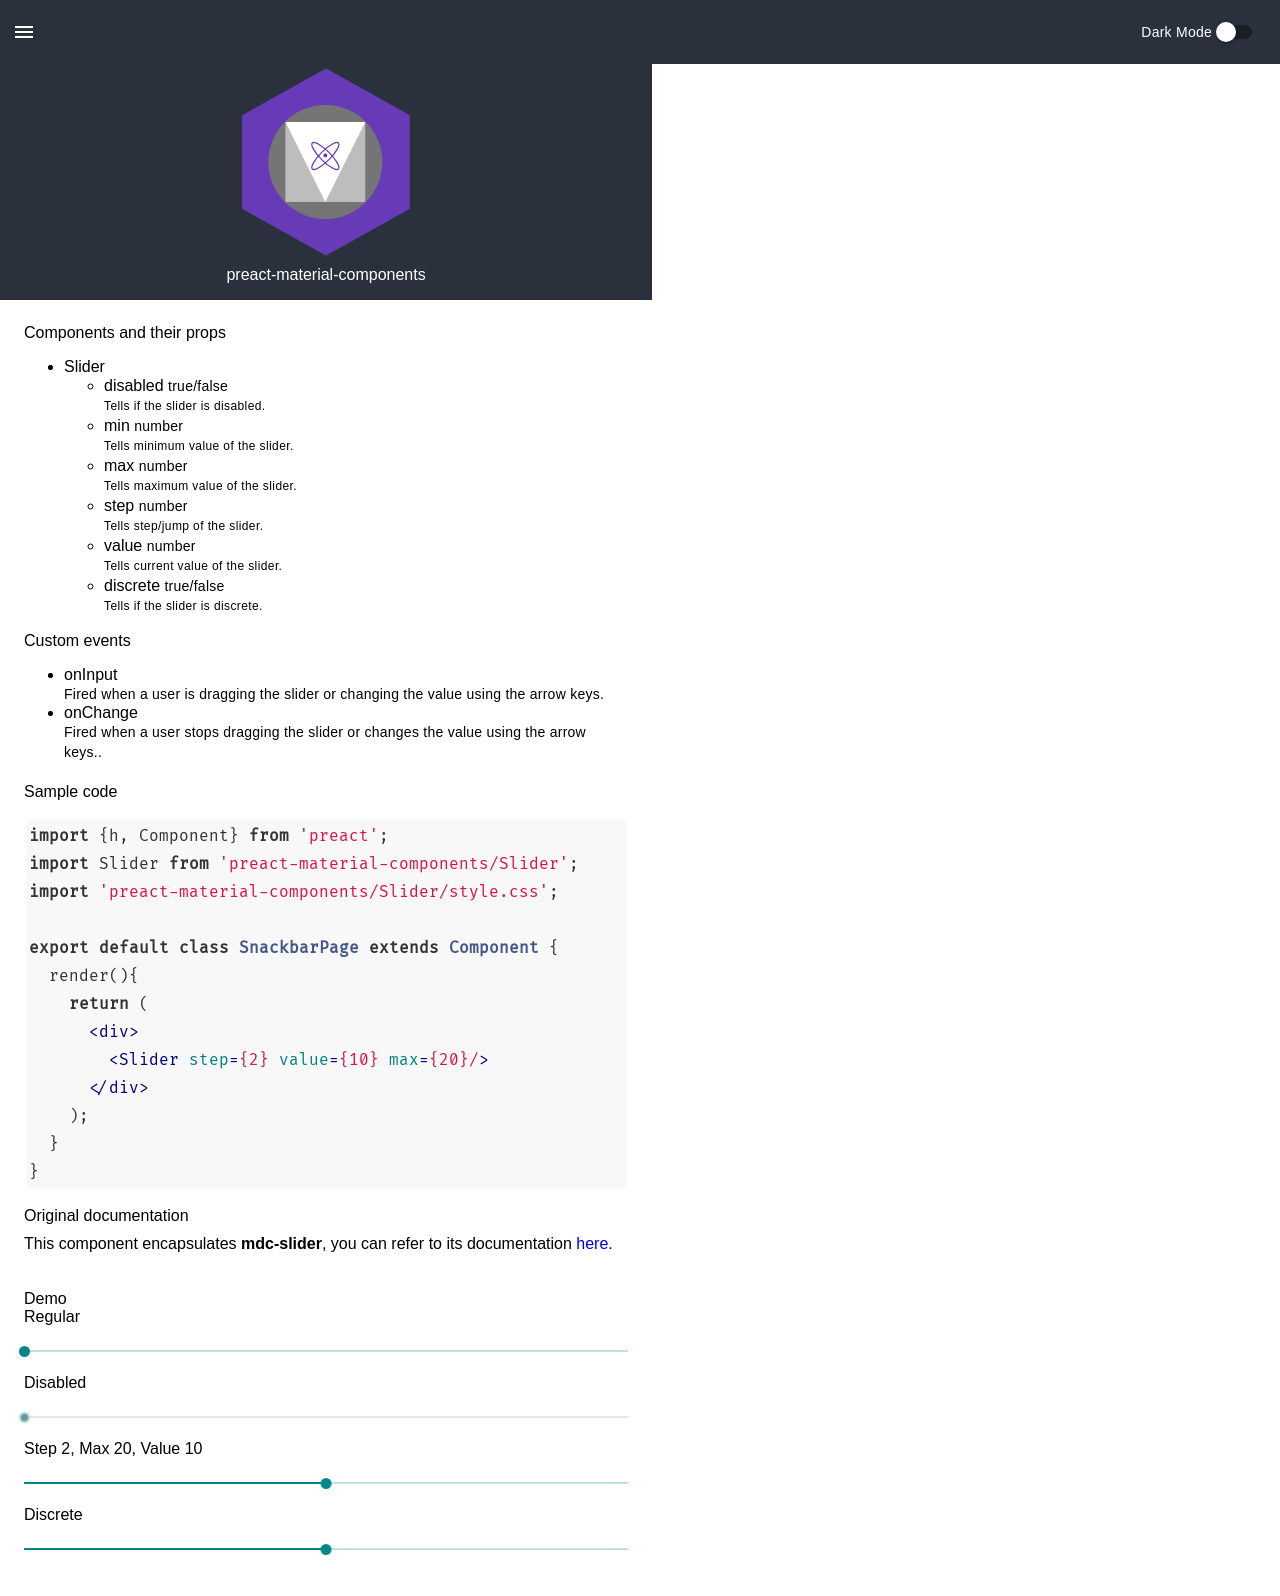 Dark Mode
preact-material-components
Components and their props
Slider
disabled true/false
Tells if the slider is disabled.
min number
Tells minimum value of the slider.
max number
Tells maximum value of the slider.
step number
Tells step/jump of the slider.
value number
Tells current value of the slider.
discrete true/false
Tells if the slider is discrete.
Custom events
onInput
Fired when a user is dragging the slider or changing the value using the arrow keys.
onChange
Fired when a user stops dragging the slider or changes the value using the arrow
keys..
Sample code
import {h, Component} from 'preact';
import Slider from 'preact-material-components/Slider';
import 'preact-material-components/Slider/style.css';
export default class SnackbarPage extends Component {
render(){
return (
<div>
<Slider step={2} value={10} max={20}/>
</div>
);
}
}
Original documentation
This component encapsulates mdc-slider, you can refer to its documentation here.
Demo
Regular
Disabled
Step 2, Max 20, Value 10
Discrete